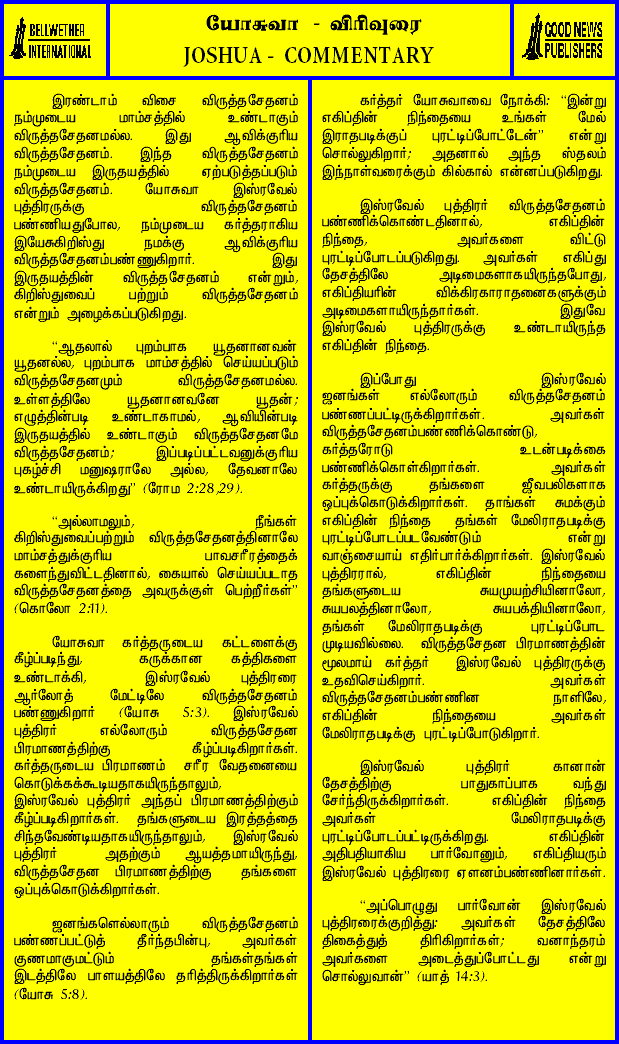 BELLWETHER
INTERNATIONAL
யோசுவா - விரிவுரை
JOSHUA - COMMENTARY
GOOD NEWS
PUBLISHERS
இரண்டாம் விசை விருத்தசேதனம்
நம்முடைய மாம்சத்தில் உண்டாகும்
விருத்தசேதனமல்ல. இது ஆவிக்குரிய
விருத்தசேதனம். இந்த விருத்தசேதனம்
நம்முடைய இருதயத்தில் ஏற்படுத்தப்படும்
விருத்தசேதனம். யோசுவா இஸ்ரவேல்
புத்திரருக்கு விருத்தசேதனம்
பண்ணியதுபோல, நம்முடைய கர்த்தராகிய
இயேசுகிறிஸ்து நமக்கு ஆவிக்குரிய
விருத்தசேதனம்பண்ணுகிறார். இது
இருதயத்தின் விருத்தசேதனம் என்றும்,
கிறிஸ்துவைப் பற்றும் விருத்தசேதனம்
என்றும் அழைக்கப்படுகிறது.
“ஆதலால் புறம்பாக யூதனானவன்
யூதனல்ல, புறம்பாக மாம்சத்தில் செய்யப்படும்
விருத்தசேதனமும் விருத்தசேதனமல்ல.
உள்ளத்திலே யூதனானவனே யூதன்;
எழுத்தின்படி உண்டாகாமல், ஆவியின்படி
இருதயத்தில் உண்டாகும் விருத்தசேதனமே
விருத்தசேதனம்; இப்படிப்பட்டவனுக்குரிய
புகழ்ச்சி மனுஷராலே அல்ல, தேவனாலே
உண்டாயிருக்கிறது” (ரோம 2:28,29).
“அல்லாமலும், நீங்கள்
கிறிஸ்துவைப்பற்றும் விருத்தசேதனத்தினாலே
மாம்சத்துக்குரிய பாவசரீரத்தைக்
களைந்துவிட்டதினால், கையால் செய்யப்படாத
விருத்தசேதனத்தை அவருக்குள் பெற்றீர்கள்”
(கொலோ 2:11).
யோசுவா கர்த்தருடைய கட்டளைக்கு
கீழ்ப்படிந்து, கருக்கான கத்திகளை
உண்டாக்கி, இஸ்ரவேல் புத்திரரை
ஆர்லோத் மேட்டிலே விருத்தசேதனம்
பண்ணுகிறார் (யோசு 5:3). இஸ்ரவேல்
புத்திரர் எல்லோரும் விருத்தசேதன
பிரமாணத்திற்கு கீழ்ப்படிகிறார்கள்.
கர்த்தருடைய பிரமாணம் சரீர வேதனையை
கொடுக்கக்கூடியதாகயிருந்தாலும்,
இஸ்ரவேல் புத்திரர் அந்தப் பிரமாணத்திற்கும்
கீழ்ப்படிகிறார்கள். தங்களுடைய இரத்தத்தை
சிந்தவேண்டியதாகயிருந்தாலும், இஸ்ரவேல்
புத்திரர் அதற்கும் ஆயத்தமாயிருந்து,
விருத்தசேதன பிரமாணத்திற்கு தங்களை
ஒப்புக்கொடுக்கிறார்கள்.
ஜனங்களெல்லாரும் விருத்தசேதனம்
பண்ணப்பட்டுத் தீர்ந்தபின்பு, அவர்கள்
குணமாகுமட்டும் தங்கள்தங்கள்
இடத்திலே பாளயத்திலே தரித்திருக்கிறார்கள்
(யோசு 5:8).
கர்த்தர் யோசுவாவை நோக்கி: “இன்று
எகிப்தின் நிந்தையை உங்கள் மேல்
இராதபடிக்குப் புரட்டிப்போட்டேன்” என்று
சொல்லுகிறார்; அதனால் அந்த ஸ்தலம்
இந்நாள்வரைக்கும் கில்கால் என்னப்படுகிறது.
இஸ்ரவேல் புத்திரர் விருத்தசேதனம்
பண்ணிக்கொண்டதினால், எகிப்தின்
நிந்தை, அவர்களை விட்டு
புரட்டிப்போடப்படுகிறது. அவர்கள் எகிப்து
தேசத்திலே அடிமைகளாகயிருந்தபோது,
எகிப்தியரின் விக்கிரகாராதனைகளுக்கும்
அடிமைகளாயிருந்தார்கள். இதுவே
இஸ்ரவேல் புத்திரருக்கு உண்டாயிருந்த
எகிப்தின் நிந்தை.
இப்போது இஸ்ரவேல்
ஜனங்கள் எல்லோரும் விருத்தசேதனம்
பண்ணப்பட்டிருக்கிறார்கள். அவர்கள்
விருத்தசேதனம்பண்ணிக்கொண்டு,
கர்த்தரோடு உடன்படிக்கை
பண்ணிக்கொள்கிறார்கள். அவர்கள்
கர்த்தருக்கு தங்களை ஜீவபலிகளாக
ஒப்புக்கொடுக்கிறார்கள். தாங்கள் சுமக்கும்
எகிப்தின் நிந்தை தங்கள் மேலிராதபடிக்கு
புரட்டிப்போடப்படவேண்டும் என்று
வாஞ்சையாய் எதிர்பார்க்கிறார்கள். இஸ்ரவேல்
புத்திரரால், எகிப்தின் நிந்தையை
தங்களுடைய சுயமுயற்சியினாலோ,
சுயபலத்தினாலோ, சுயபக்தியினாலோ,
தங்கள் மேலிராதபடிக்கு புரட்டிப்போட
முடியவில்லை. விருத்தசேதன பிரமாணத்தின்
மூலமாய் கர்த்தர் இஸ்ரவேல் புத்திரருக்கு
உதவிசெய்கிறார். அவர்கள்
விருத்தசேதனம்பண்ணின நாளிலே,
எகிப்தின் நிந்தையை அவர்கள்
மேலிராதபடிக்கு புரட்டிப்போடுகிறார்.
இஸ்ரவேல் புத்திரர் கானான்
தேசத்திற்கு பாதுகாப்பாக வந்து
சேர்ந்திருக்கிறார்கள். எகிப்தின் நிந்தை
அவர்கள் மேலிராதபடிக்கு
புரட்டிப்போடப்பட்டிருக்கிறது. எகிப்தின்
அதிபதியாகிய பார்வோனும், எகிப்தியரும்
இஸ்ரவேல் புத்திரரை ஏளனம்பண்ணினார்கள்.
“அப்பொழுது பார்வோன் இஸ்ரவேல்
புத்திரரைக்குறித்து: அவர்கள் தேசத்திலே
திகைத்துத் திரிகிறார்கள்; வனாந்தரம்
அவர்களை அடைத்துப்போட்டது என்று
சொல்லுவான்” (யாத் 14:3).